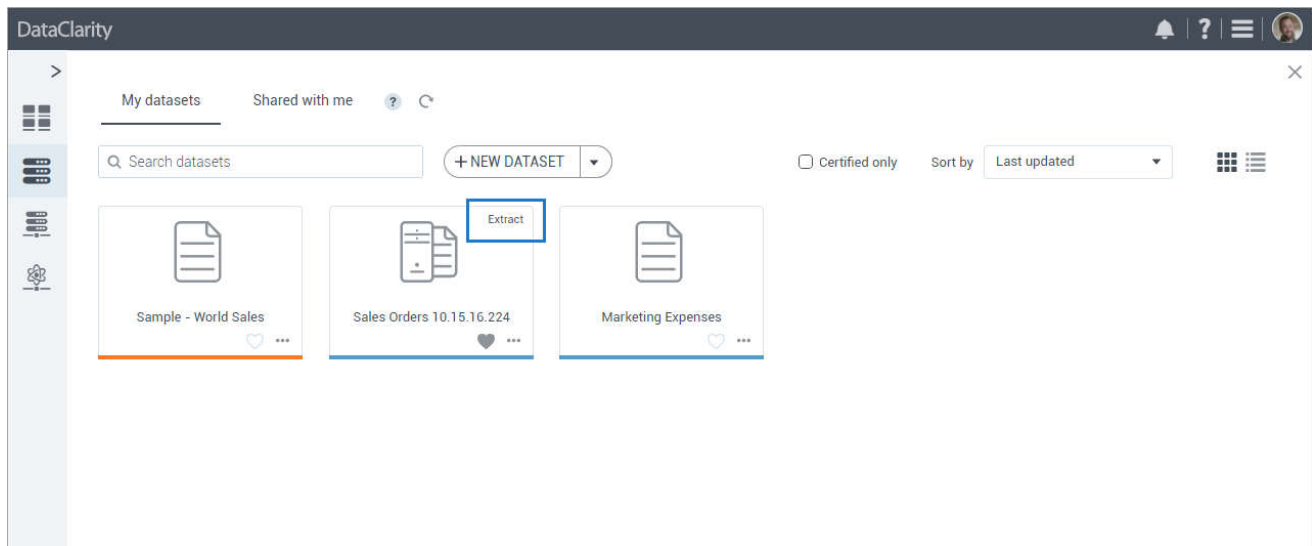 DataClarity
?
My datasets Shared with me ?
Search datasets + NEW DATASET Certified only Sort by Last updated
Extract
Sample - World Sales Sales Orders 10.15.16.224 Marketing Expenses